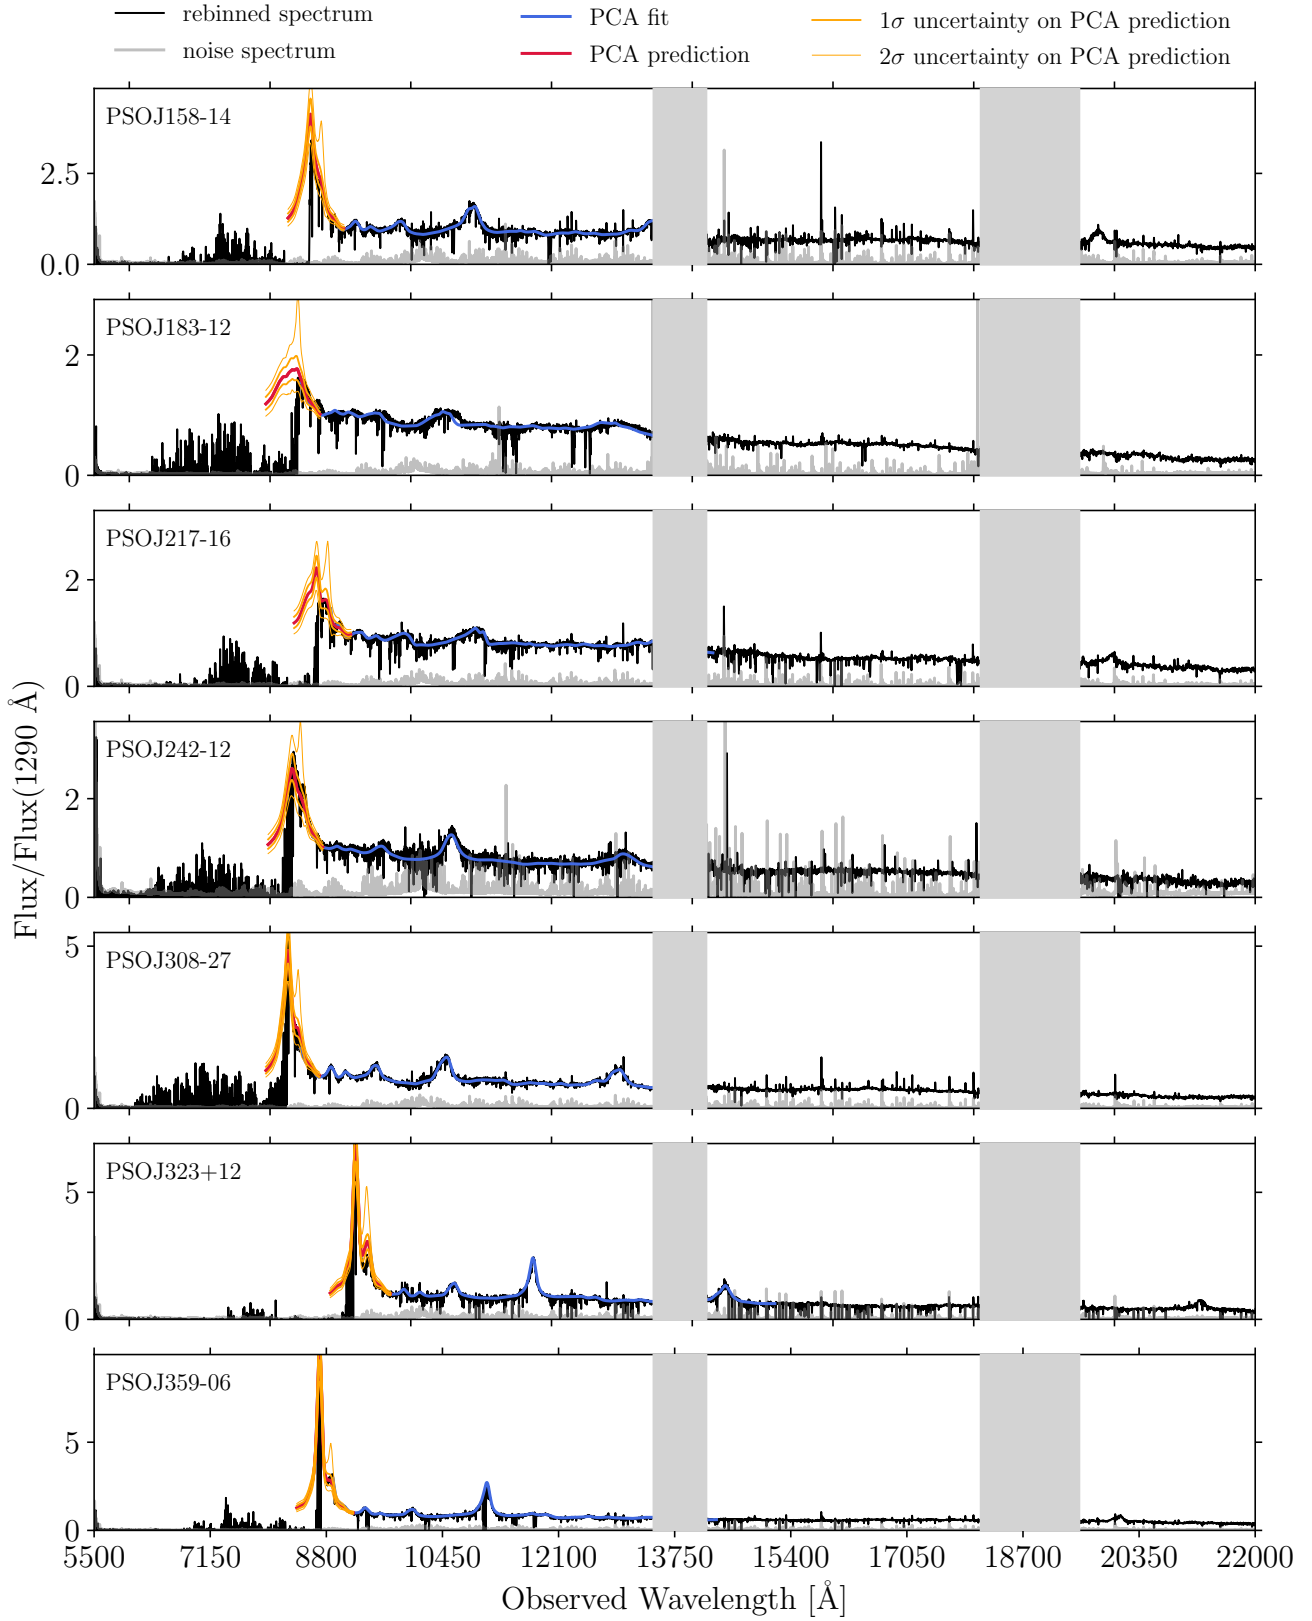 rebinned spectrum
noise spectrum
PCA fit
PCA prediction
1σ uncertainty on PCA prediction
2σ uncertainty on PCA prediction
PSOJ158-14
2.5
0.0
PSOJ183-12
2
0
PSOJ217-16
2
0
PSOJ242-12
2
0
PSOJ308-27
5
0
PSOJ323+12
5
0
PSOJ359-06
5
0
5500 7150 8800 10450 12100 13750 15400 17050 18700 20350 22000
Observed Wavelength [Å]
Flux/Flux(1290 Å)